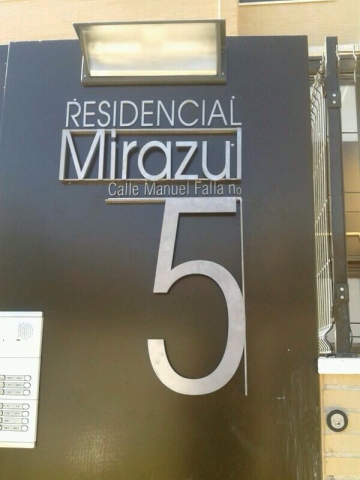 RESIDENCIAL
Mirazul
Calle Manuel Falla no
5